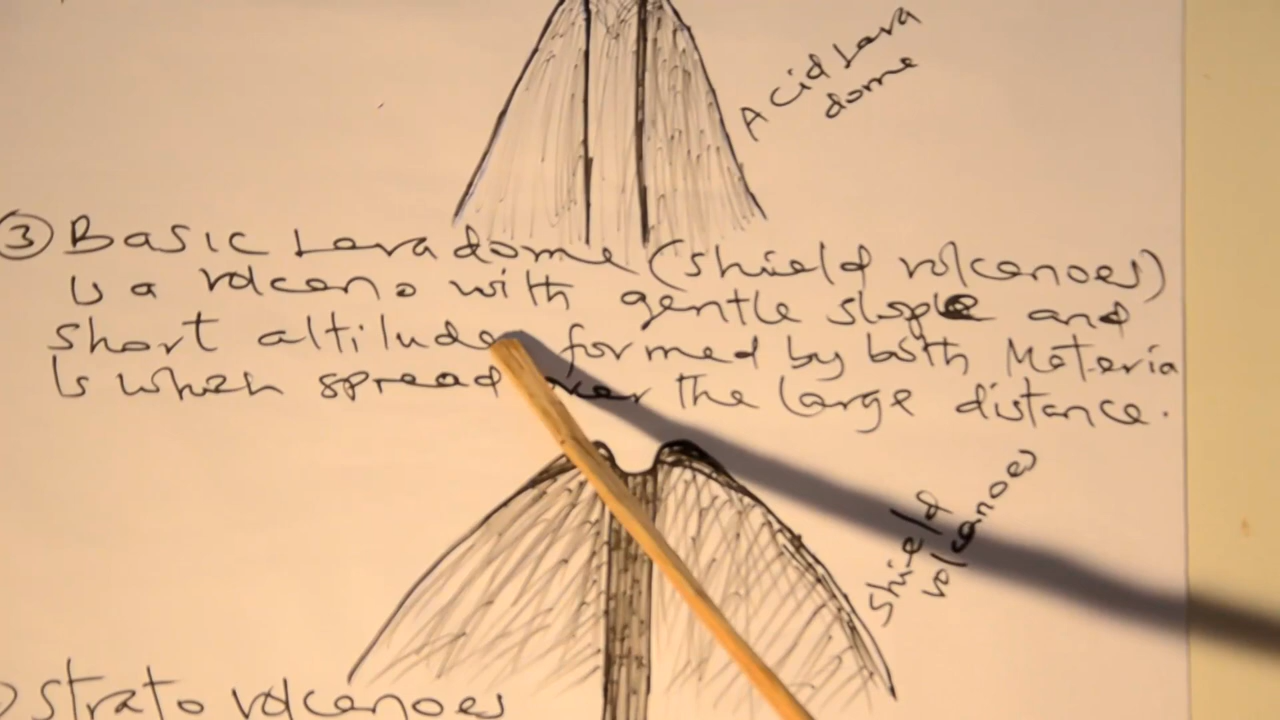 Acid Lava
dome
③ Basic Lava dome (shield volcanoes)
is a volcano with gentle slope and
short altitude formed by both Materia
is when spread over the large distance.
shield
volcanoes
strato volcanoes